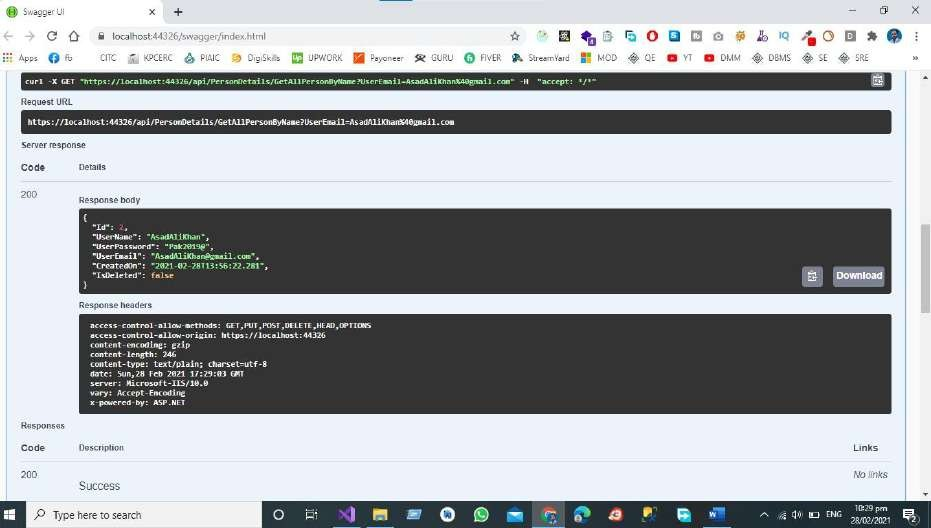 Swagger UI
localhost:44326/swagger/index.html
Apps fb CITC KPCERC PIAIC DigiSkills UPWORK Payoneer GURU FIVER StreamYard MOD QE YT DMM DBMS SE SRE »
curl -X GET "https://localhost:44326/api/PersonDetails/GetAllPersonByName?UserEmail=AsadAliKhan%40gmail.com" -H "accept: */*"
Request URL
https://localhost:44326/api/PersonDetails/GetAllPersonByName?UserEmail=AsadAliKhan%40gmail.com
Server response
Code Details
200
Response body
{
"Id": 2,
"UserName": "AsadAliKhan",
"UserPassword": "Pak2019@",
"UserEmail": "AsadAliKhan@gmail.com",
"CreatedOn": "2021-02-28T13:56:22.281",
"IsDeleted": false
}
Download
Response headers
access-control-allow-methods: GET,PUT,POST,DELETE,HEAD,OPTIONS
access-control-allow-origin: https://localhost:44326
content-encoding: gzip
content-length: 246
content-type: text/plain; charset=utf-8
date: Sun,28 Feb 2021 17:29:03 GMT
server: Microsoft-IIS/10.0
vary: Accept-Encoding
x-powered-by: ASP.NET
Responses
Code Description Links
200 No links
Success
Type here to search
ENG
10:29 pm
28/02/2021
2